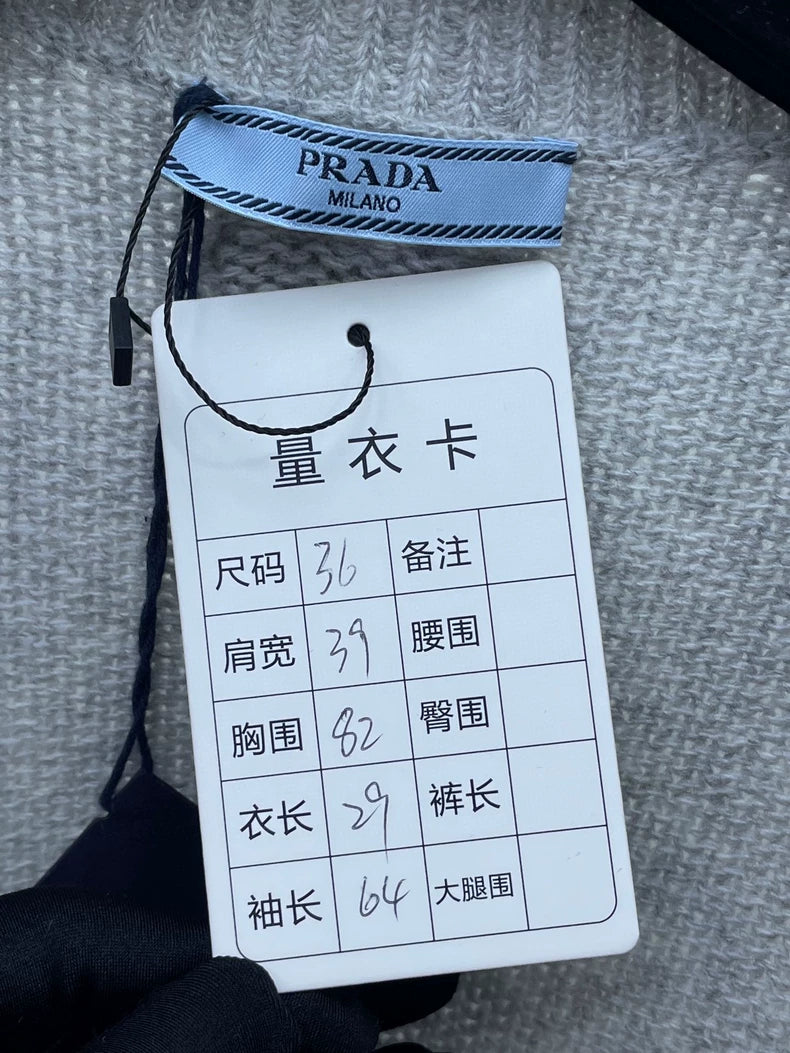 PRADA
MILANO
量衣卡
尺码 36 备注
肩宽 39 腰围
胸围 82 臀围
衣长 29 裤长
袖长 64 大腿围